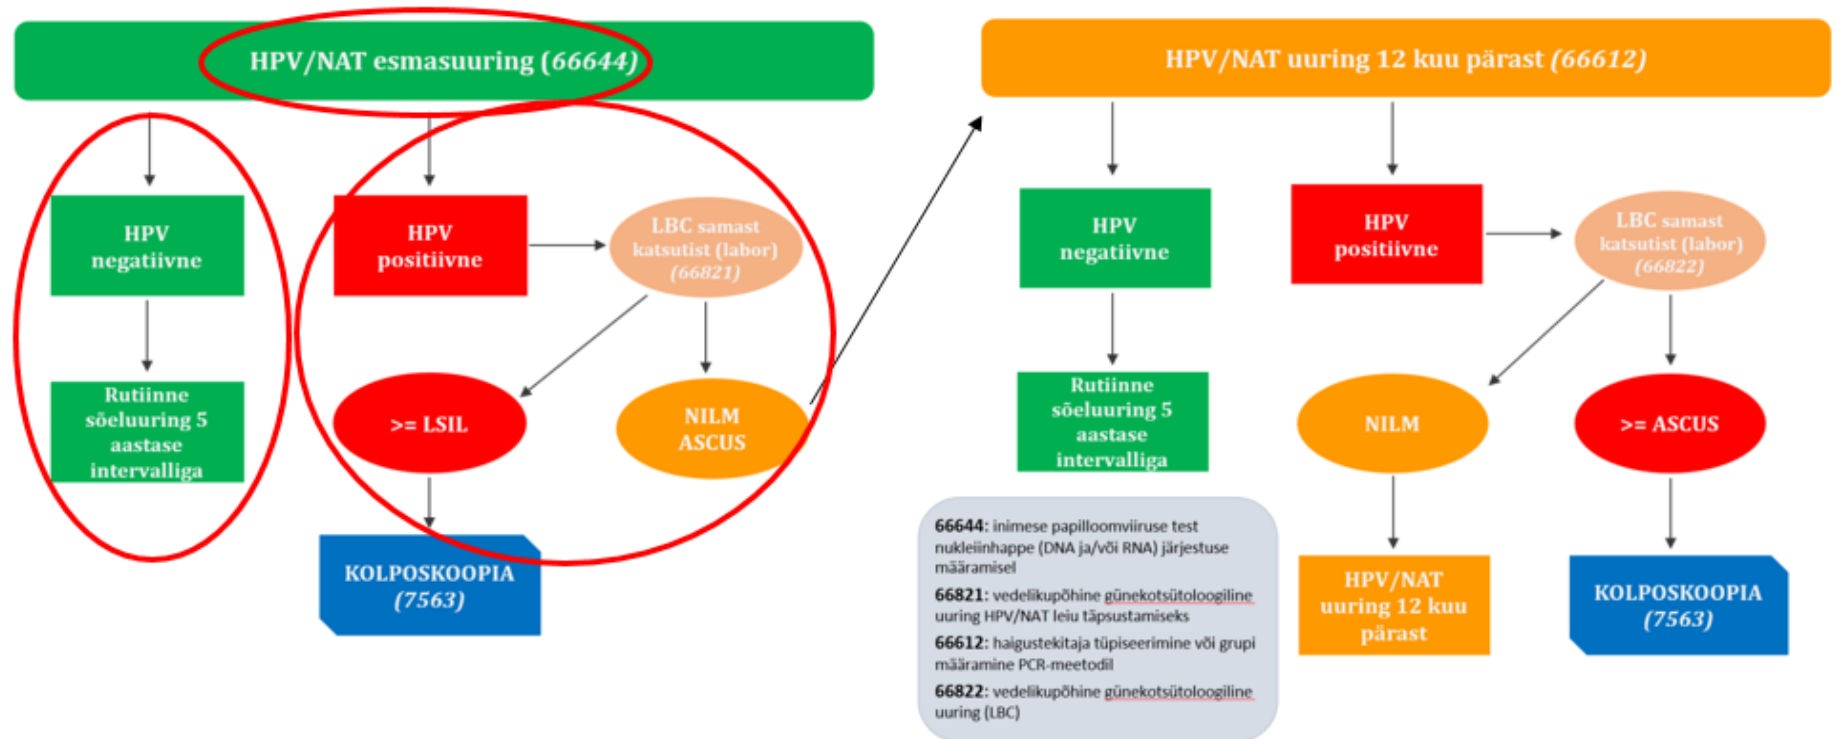 HPV/NAT esmasuuring (66644)
HPV
negatiivne
Rutiinne
sõeluuring 5
aastase
intervalliga
HPV
positiivne
LBC samast
katsutist (labor)
(66821)
>= LSIL
NILM
ASCUS
KOLPOSKOOPIA
(7563)
HPV/NAT uuring 12 kuu pärast (66612)
HPV
negatiivne
Rutiinne
sõeluuring 5
aastase
intervalliga
HPV
positiivne
LBC samast
katsutist (labor)
(66822)
NILM
>= ASCUS
HPV/NAT
uuring 12 kuu
pärast
KOLPOSKOOPIA
(7563)
66644: inimese papilloomviiruse test
nukleiinhappe (DNA ja/või RNA) järjestuse
määramisel
66821: vedelikupõhine günekotsütoloogiline
uuring HPV/NAT leiu täpsustamiseks
66612: haigustekitaja tüpiseerimine või grupi
määramine PCR-meetodil
66822: vedelikupõhine günekotsütoloogiline
uuring (LBC)